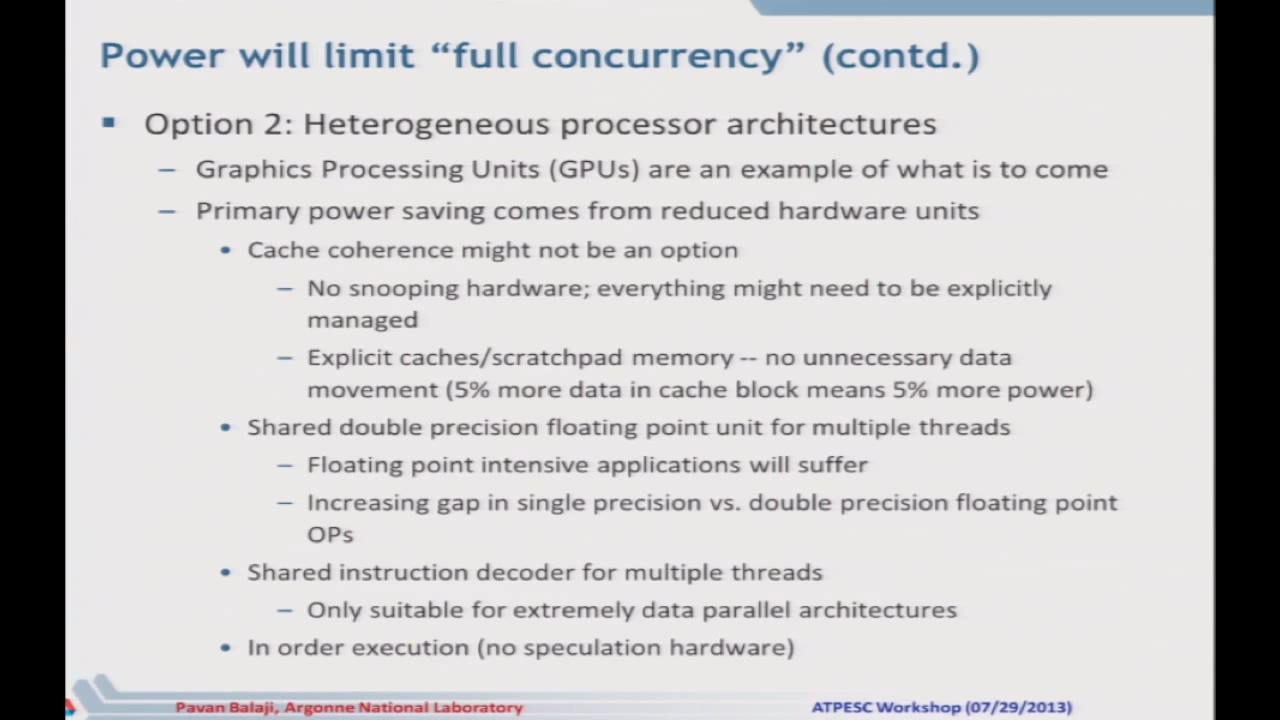 Power will limit “full concurrency” (contd.)
▪ Option 2: Heterogeneous processor architectures
– Graphics Processing Units (GPUs) are an example of what is to come
– Primary power saving comes from reduced hardware units
• Cache coherence might not be an option
– No snooping hardware; everything might need to be explicitly
managed
– Explicit caches/scratchpad memory -- no unnecessary data
movement (5% more data in cache block means 5% more power)
• Shared double precision floating point unit for multiple threads
– Floating point intensive applications will suffer
– Increasing gap in single precision vs. double precision floating point
OPs
• Shared instruction decoder for multiple threads
– Only suitable for extremely data parallel architectures
• In order execution (no speculation hardware)
Pavan Balaji, Argonne National Laboratory
ATPESC Workshop (07/29/2013)